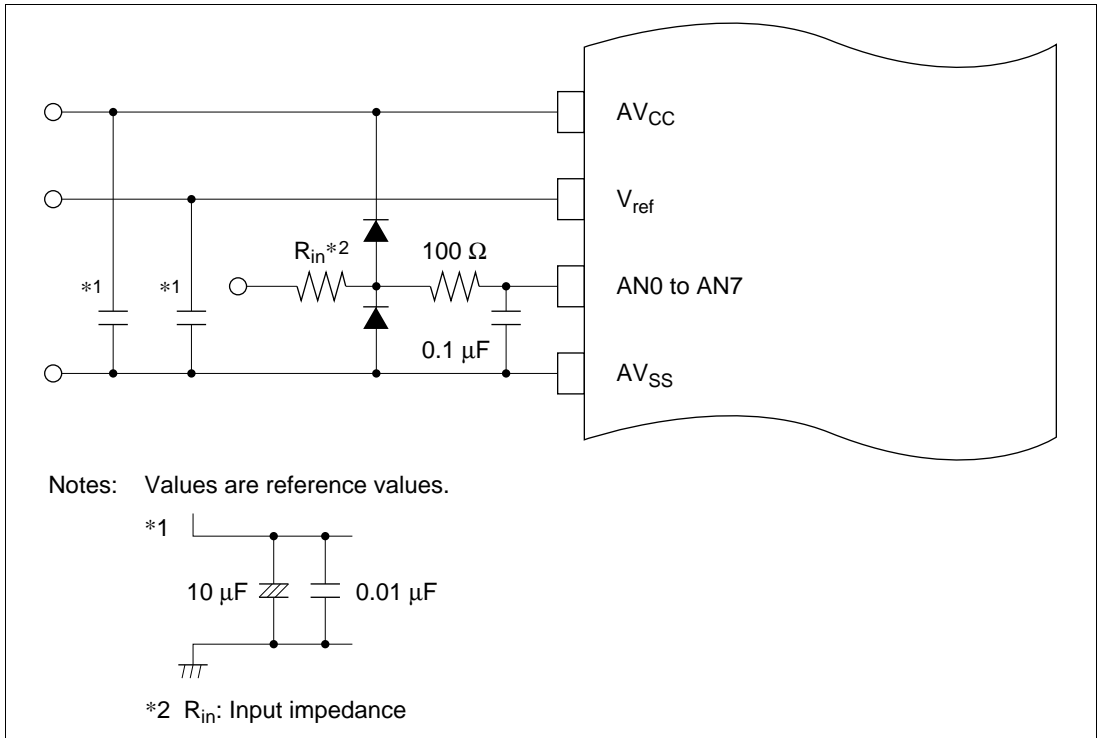 AVCC
Vref
Rin*2
100 Ω
*1
*1
AN0 to AN7
0.1 μF
AVSS
Notes: Values are reference values.
*1
10 μF
0.01 μF
*2 Rin: Input impedance